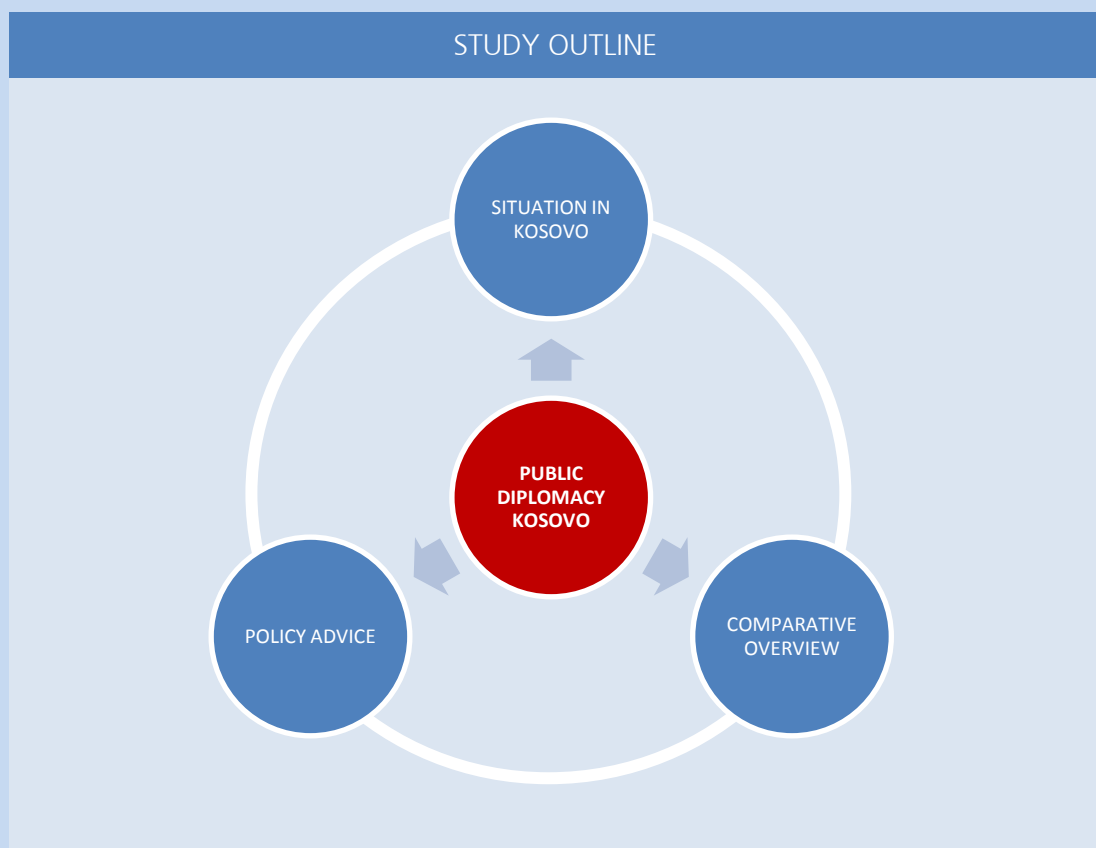 STUDY OUTLINE
SITUATION IN
KOSOVO
PUBLIC
DIPLOMACY
KOSOVO
POLICY ADVICE
COMPARATIVE
OVERVIEW